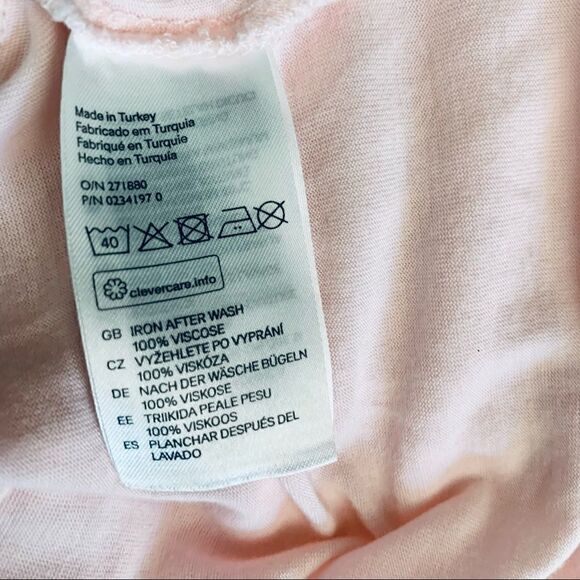 Made in Turkey
Fabricado em Turquia
Fabriqué en Turquie
Hecho en Turquía
O/N 271880
P/N 0234197 0
40
clevercare.info
GB IRON AFTER WASH
100% VISCOSE
CZ VYŽEHLETE PO VYPRÁNÍ
100% VISKÓZA
DE NACH DER WÄSCHE BÜGELN
100% VISKOSE
EE TRIIKIDA PEALE PESU
100% VISKOOS
ES PLANCHAR DESPUÉS DEL
LAVADO